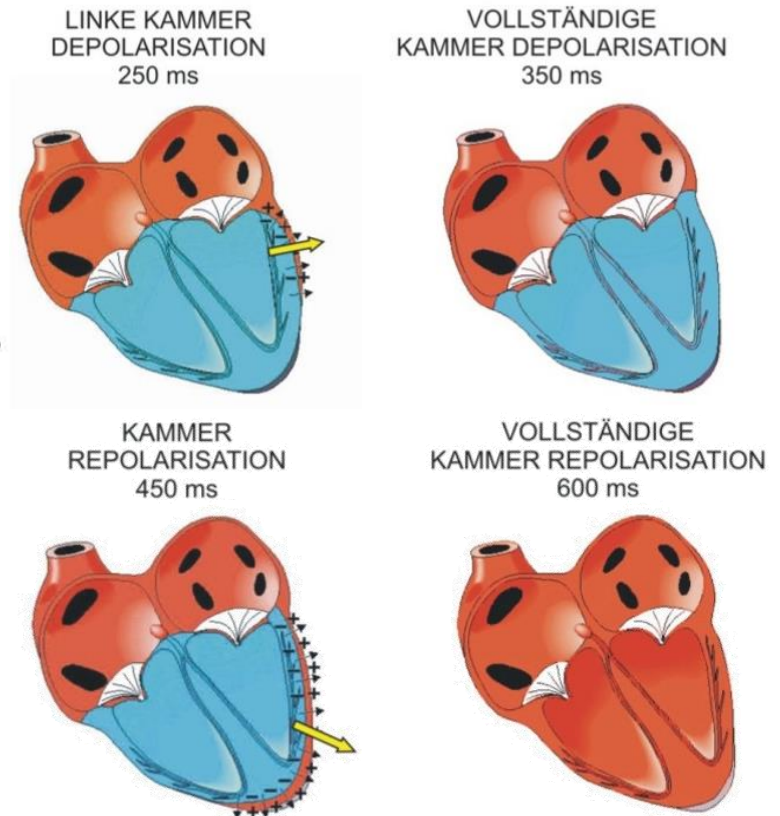 LINKE KAMMER
DEPOLARISATION
250 ms
VOLLSTÄNDIGE
KAMMER DEPOLARISATION
350 ms
KAMMER
REPOLARISATION
450 ms
VOLLSTÄNDIGE
KAMMER REPOLARISATION
600 ms